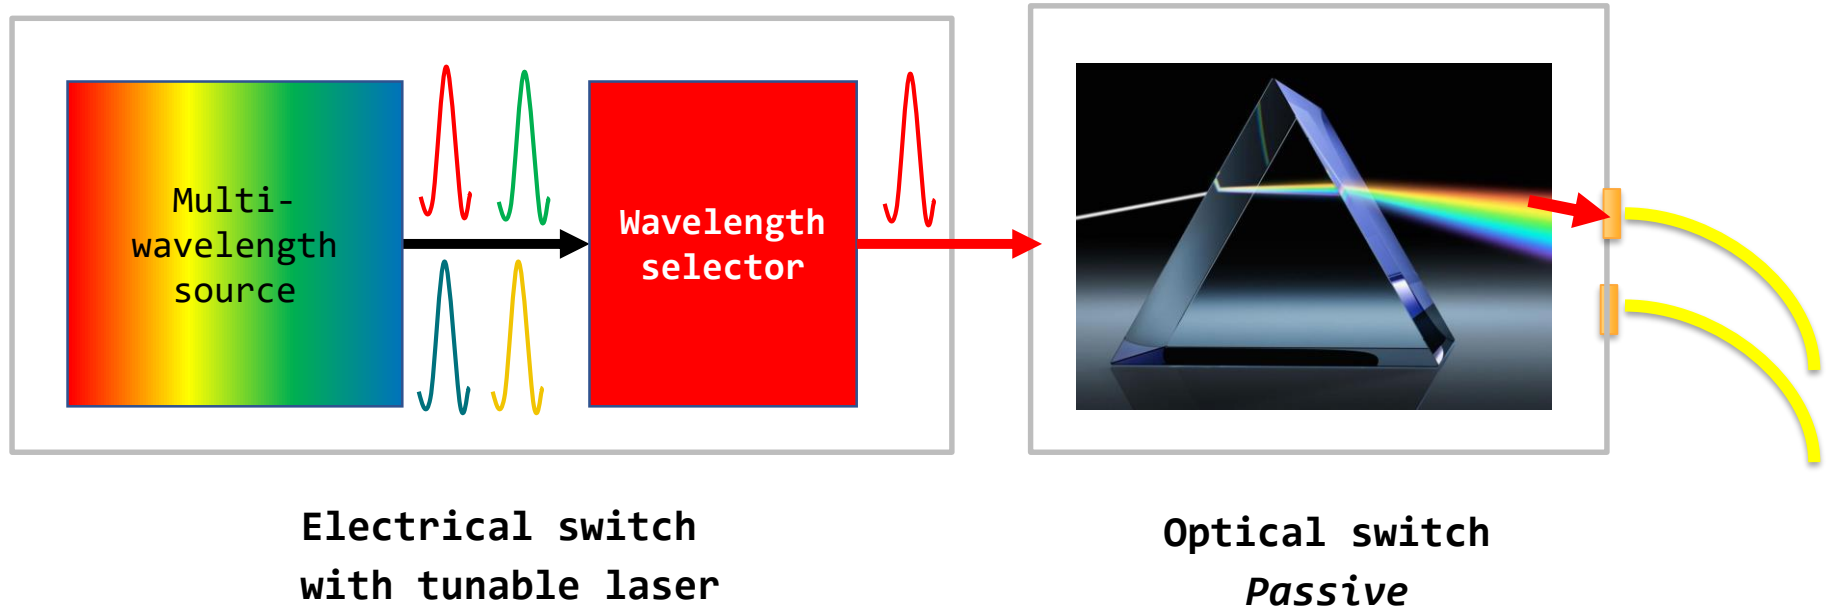 Multi-
wavelength
source
Wavelength
selector
Electrical switch
with tunable laser
Optical switch
Passive